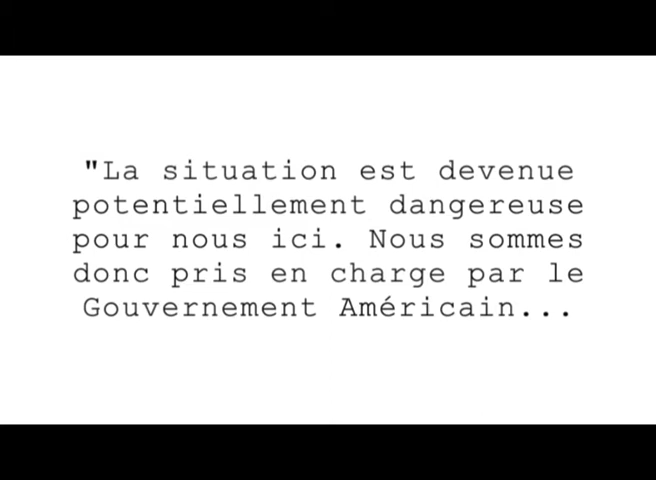 "La situation est devenue
potentiellement dangereuse
pour nous ici. Nous sommes
donc pris en charge par le
Gouvernement Américain...